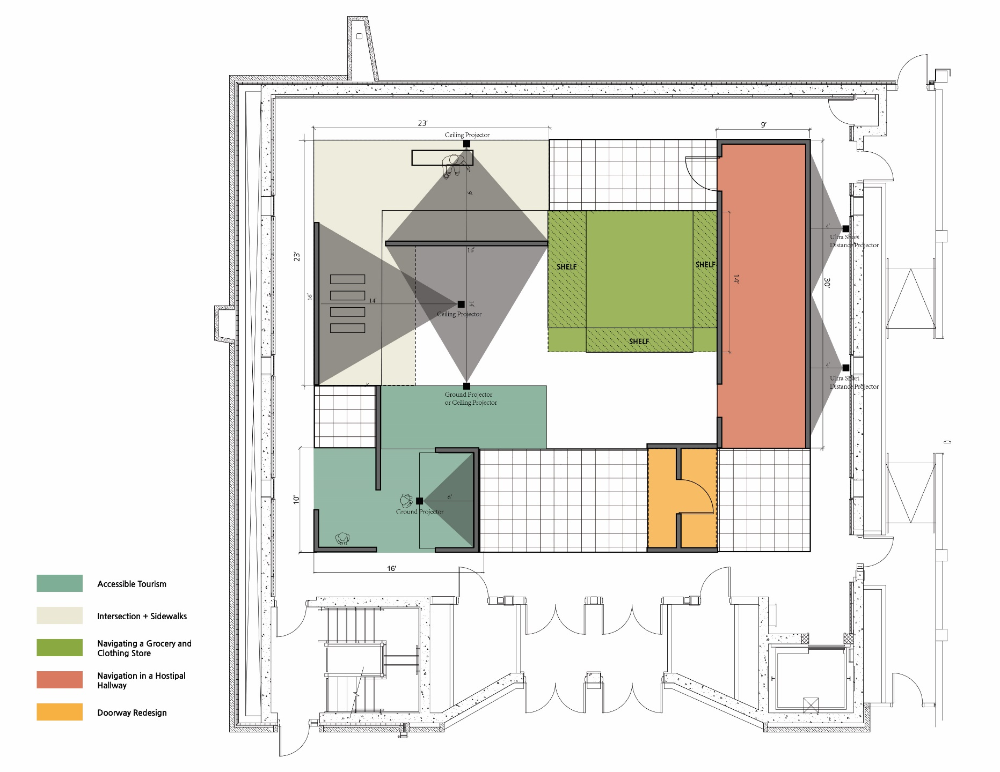 23'
9'
Ceiling Projector
9'
4'
Ultra Short
Distance Projector
16'
23'
SHELF
SHELF
14'
30'
16'
14'
14'
Ceiling Projector
SHELF
4'
Ultra Short
Distance Projector
Ground Projector
or Ceiling Projector
10'
6'
Ground Projector
16'
Accessible Tourism
Intersection + Sidewalks
Navigating a Grocery and
Clothing Store
Navigation in a Hostipal
Hallway
Doorway Redesign